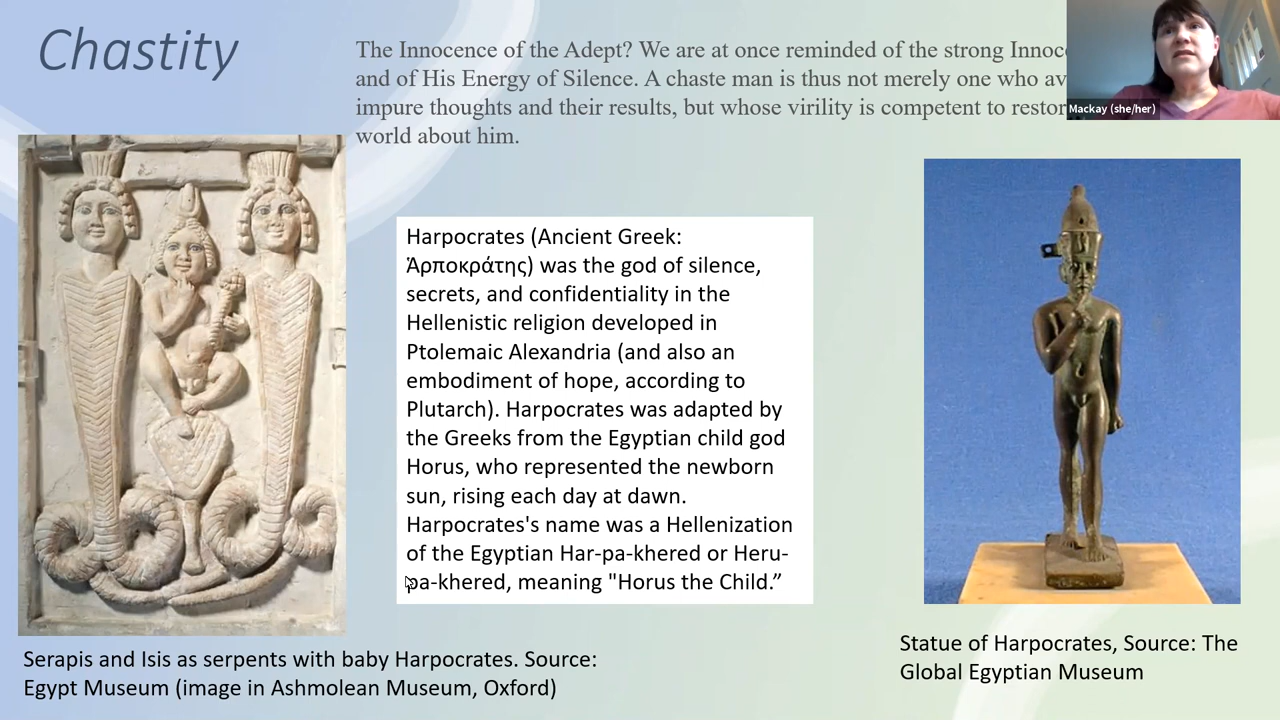 Chastity
The Innocence of the Adept? We are at once reminded of the strong Innoc
and of His Energy of Silence. A chaste man is thus not merely one who av
impure thoughts and their results, but whose virility is competent to restor
world about him.
Mackay (she/her)
Harpocrates (Ancient Greek:
Ἁρποκράτης) was the god of silence,
secrets, and confidentiality in the
Hellenistic religion developed in
Ptolemaic Alexandria (and also an
embodiment of hope, according to
Plutarch). Harpocrates was adapted by
the Greeks from the Egyptian child god
Horus, who represented the newborn
sun, rising each day at dawn.
Harpocrates's name was a Hellenization
of the Egyptian Har-pa-khered or Heru-
pa-khered, meaning "Horus the Child.”
Serapis and Isis as serpents with baby Harpocrates. Source:
Egypt Museum (image in Ashmolean Museum, Oxford)
Statue of Harpocrates, Source: The
Global Egyptian Museum